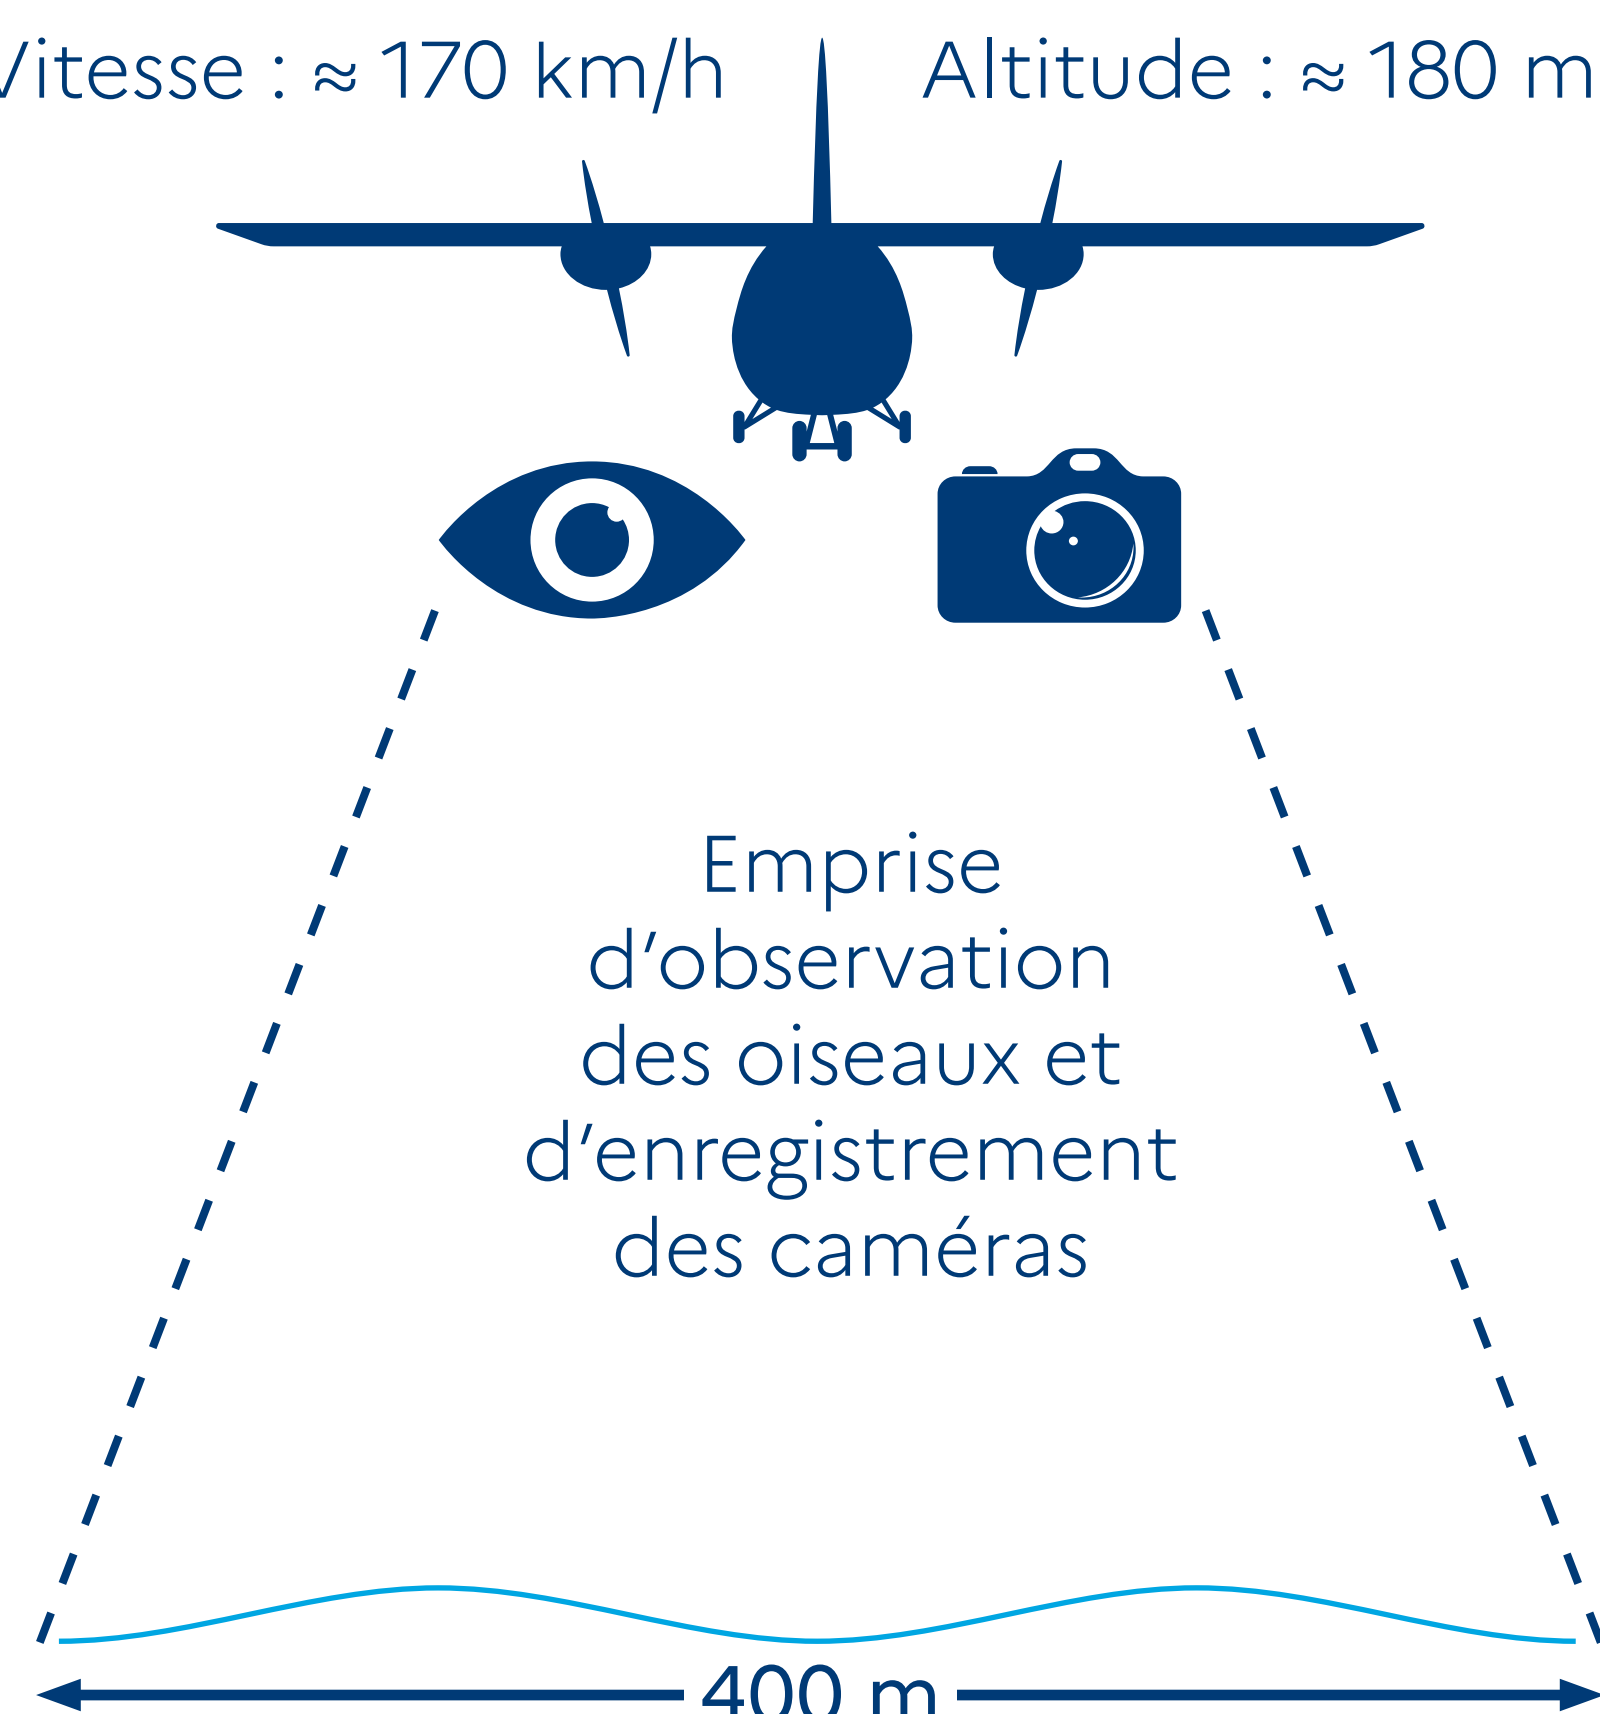 Vitesse : ≈ 170 km/h
Altitude : ≈ 180 m
Emprise
d’observation
des oiseaux et
d’enregistrement
des caméras
400 m